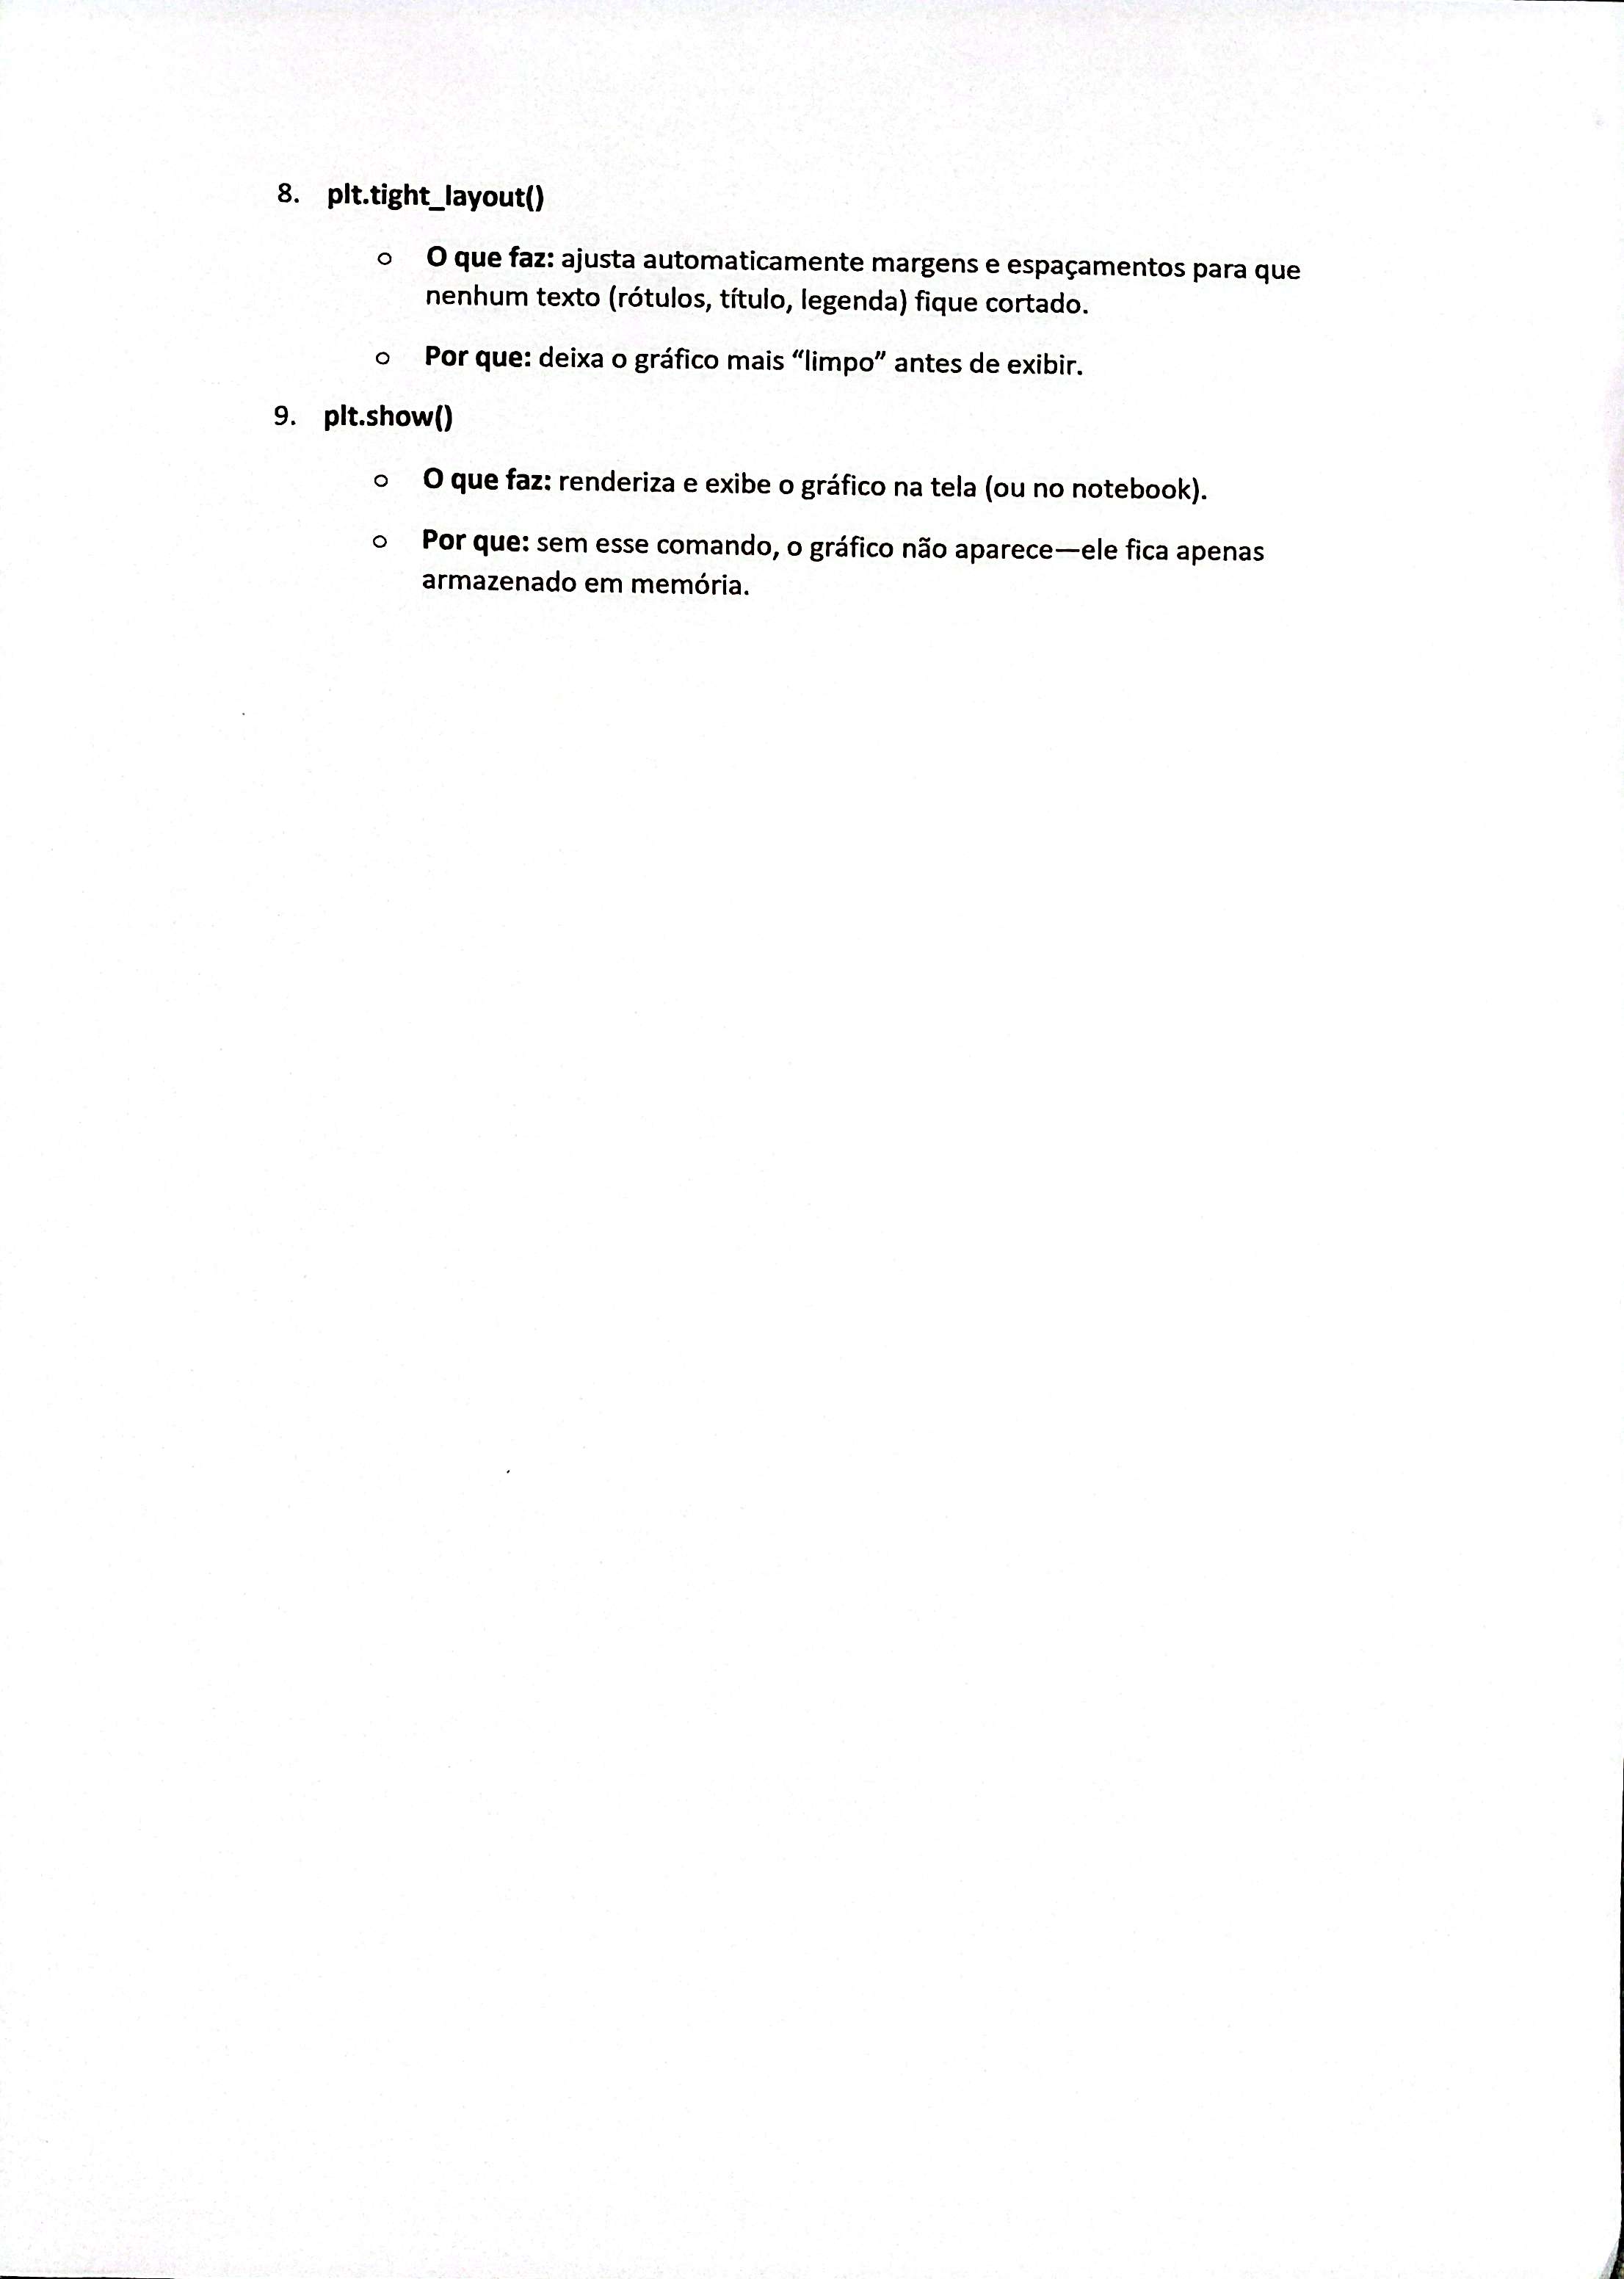 8. plt.tight_layout()
o O que faz: ajusta automaticamente margens e espaçamentos para que
nenhum texto (rótulos, título, legenda) fique cortado.
o Por que: deixa o gráfico mais “limpo” antes de exibir.
9. plt.show()
o O que faz: renderiza e exibe o gráfico na tela (ou no notebook).
o Por que: sem esse comando, o gráfico não aparece—ele fica apenas
armazenado em memória.